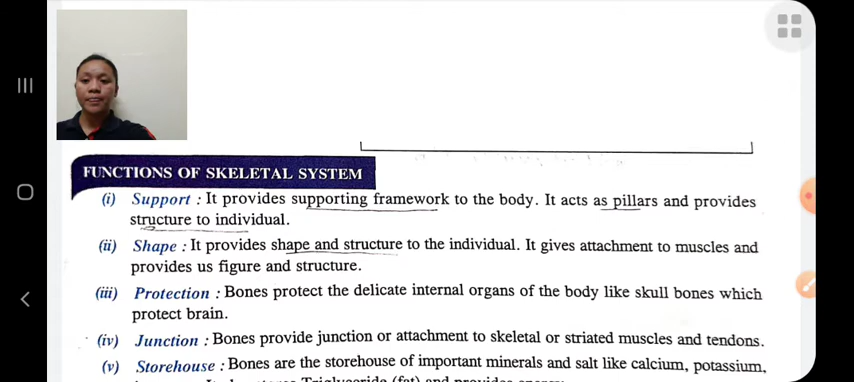 FUNCTIONS OF SKELETAL SYSTEM
(i) Support : It provides supporting framework to the body. It acts as pillars and provides
structure to individual.
(ii) Shape : It provides shape and structure to the individual. It gives attachment to muscles and
provides us figure and structure.
(iii) Protection : Bones protect the delicate internal organs of the body like skull bones which
protect brain.
(iv) Junction : Bones provide junction or attachment to skeletal or striated muscles and tendons.
(v) Storehouse : Bones are the storehouse of important minerals and salt like calcium, potassium,
Triglyceride (fat) and provides